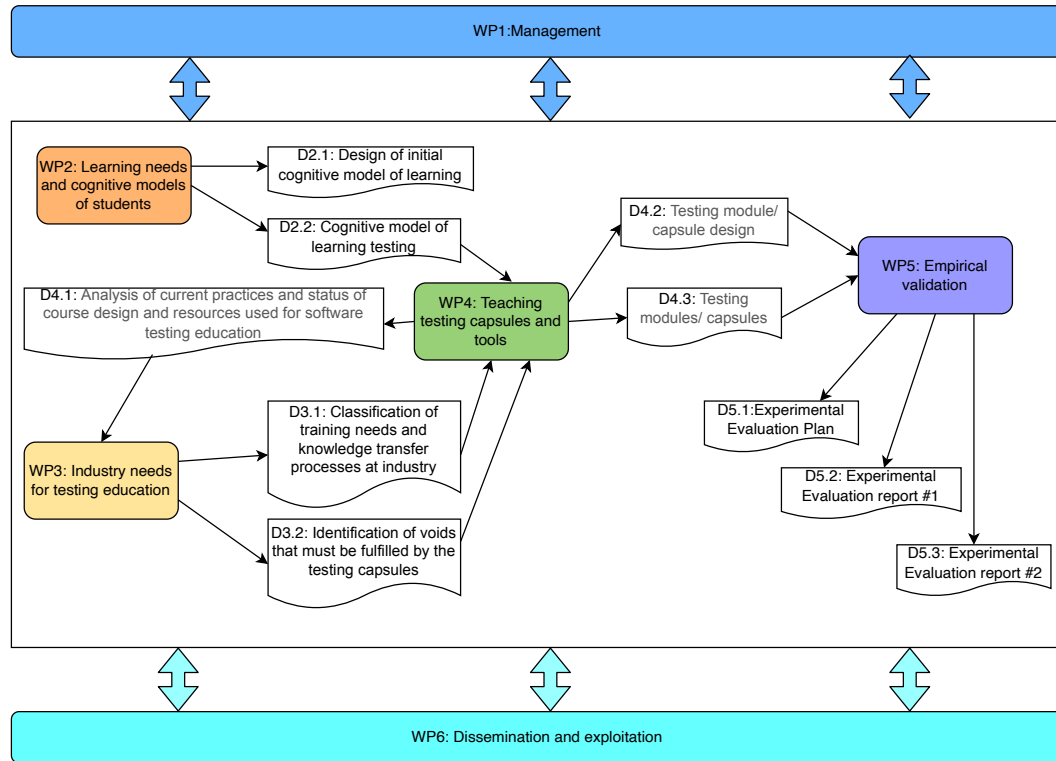 WP1:Management
WP2: Learning needs
and cognitive models
of students
D2.1: Design of initial
cognitive model of learning
D2.2: Cognitive model of
learning testing
D4.1: Analysis of current practices and status of
course design and resources used for software
testing education
WP4: Teaching
testing capsules and
tools
D4.2: Testing module/
capsule design
D4.3: Testing
modules/ capsules
WP5: Empirical
validation
WP3: Industry needs
for testing education
D3.1: Classification of
training needs and
knowledge transfer
processes at industry
D3.2: Identification of voids
that must be fulfilled by the
testing capsules
D5.1:Experimental
Evaluation Plan
D5.2: Experimental
Evaluation report #1
D5.3: Experimental
Evaluation report #2
WP6: Dissemination and exploitation